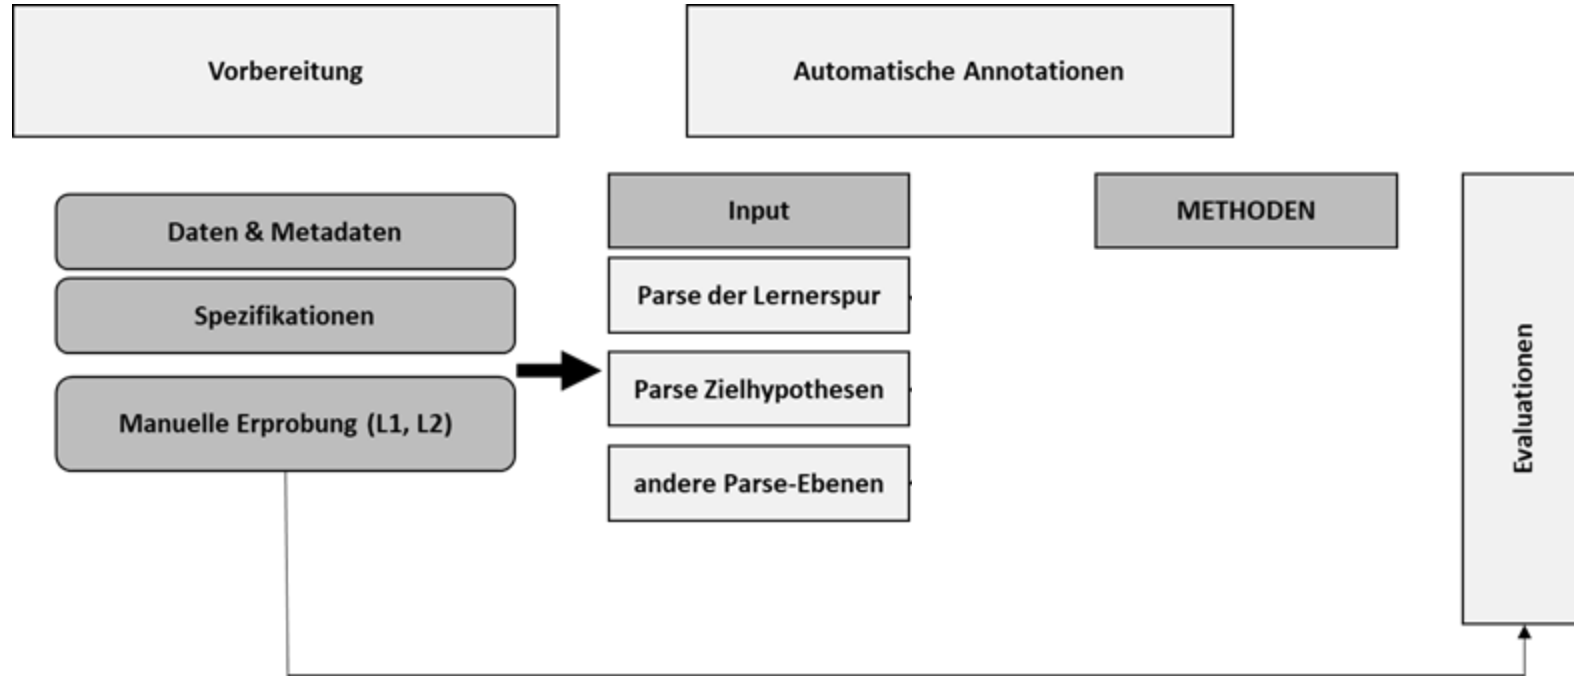 Vorbereitung
Automatische Annotationen
Daten & Metadaten
Spezifikationen
Manuelle Erprobung (L1, L2)
Input
Parse der Lernerspur
Parse Zielhypothesen
andere Parse-Ebenen
METHODEN
Evaluationen